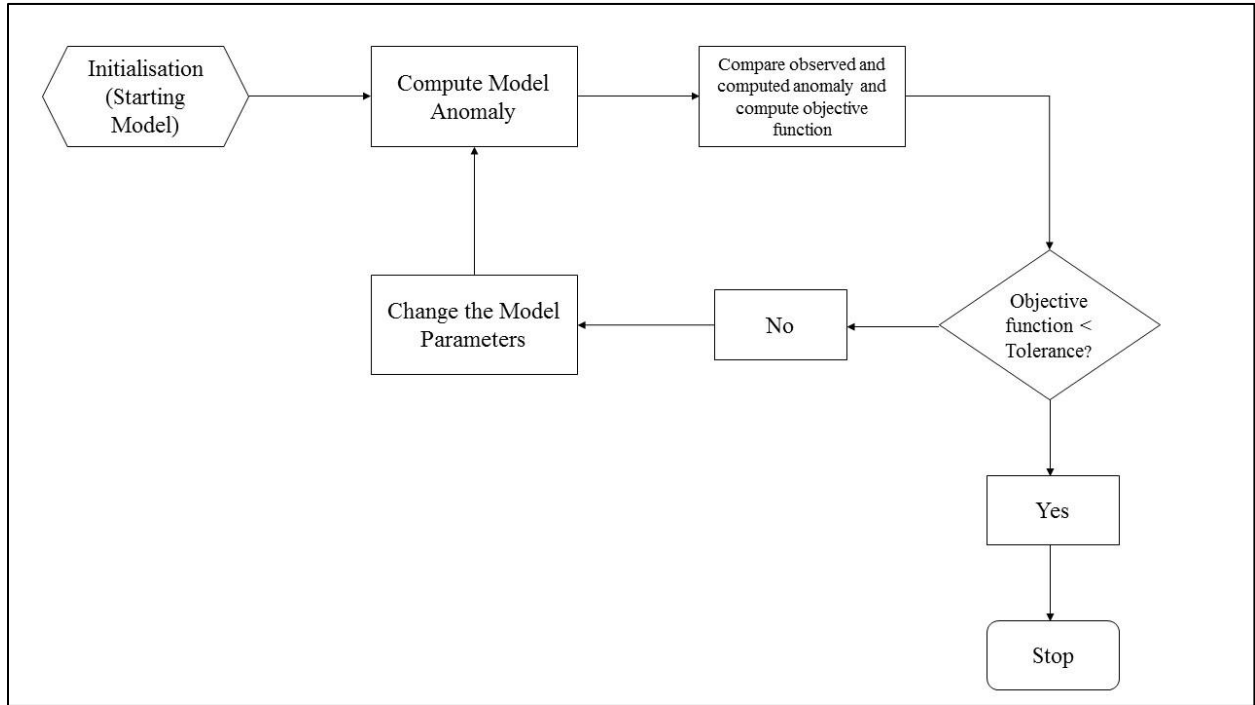 Initialisation
(Starting
Model)
Compute Model
Anomaly
Compare observed and
computed anomaly and
compute objective
function
Change the Model
Parameters
No
Objective
function <
Tolerance?
Yes
Stop